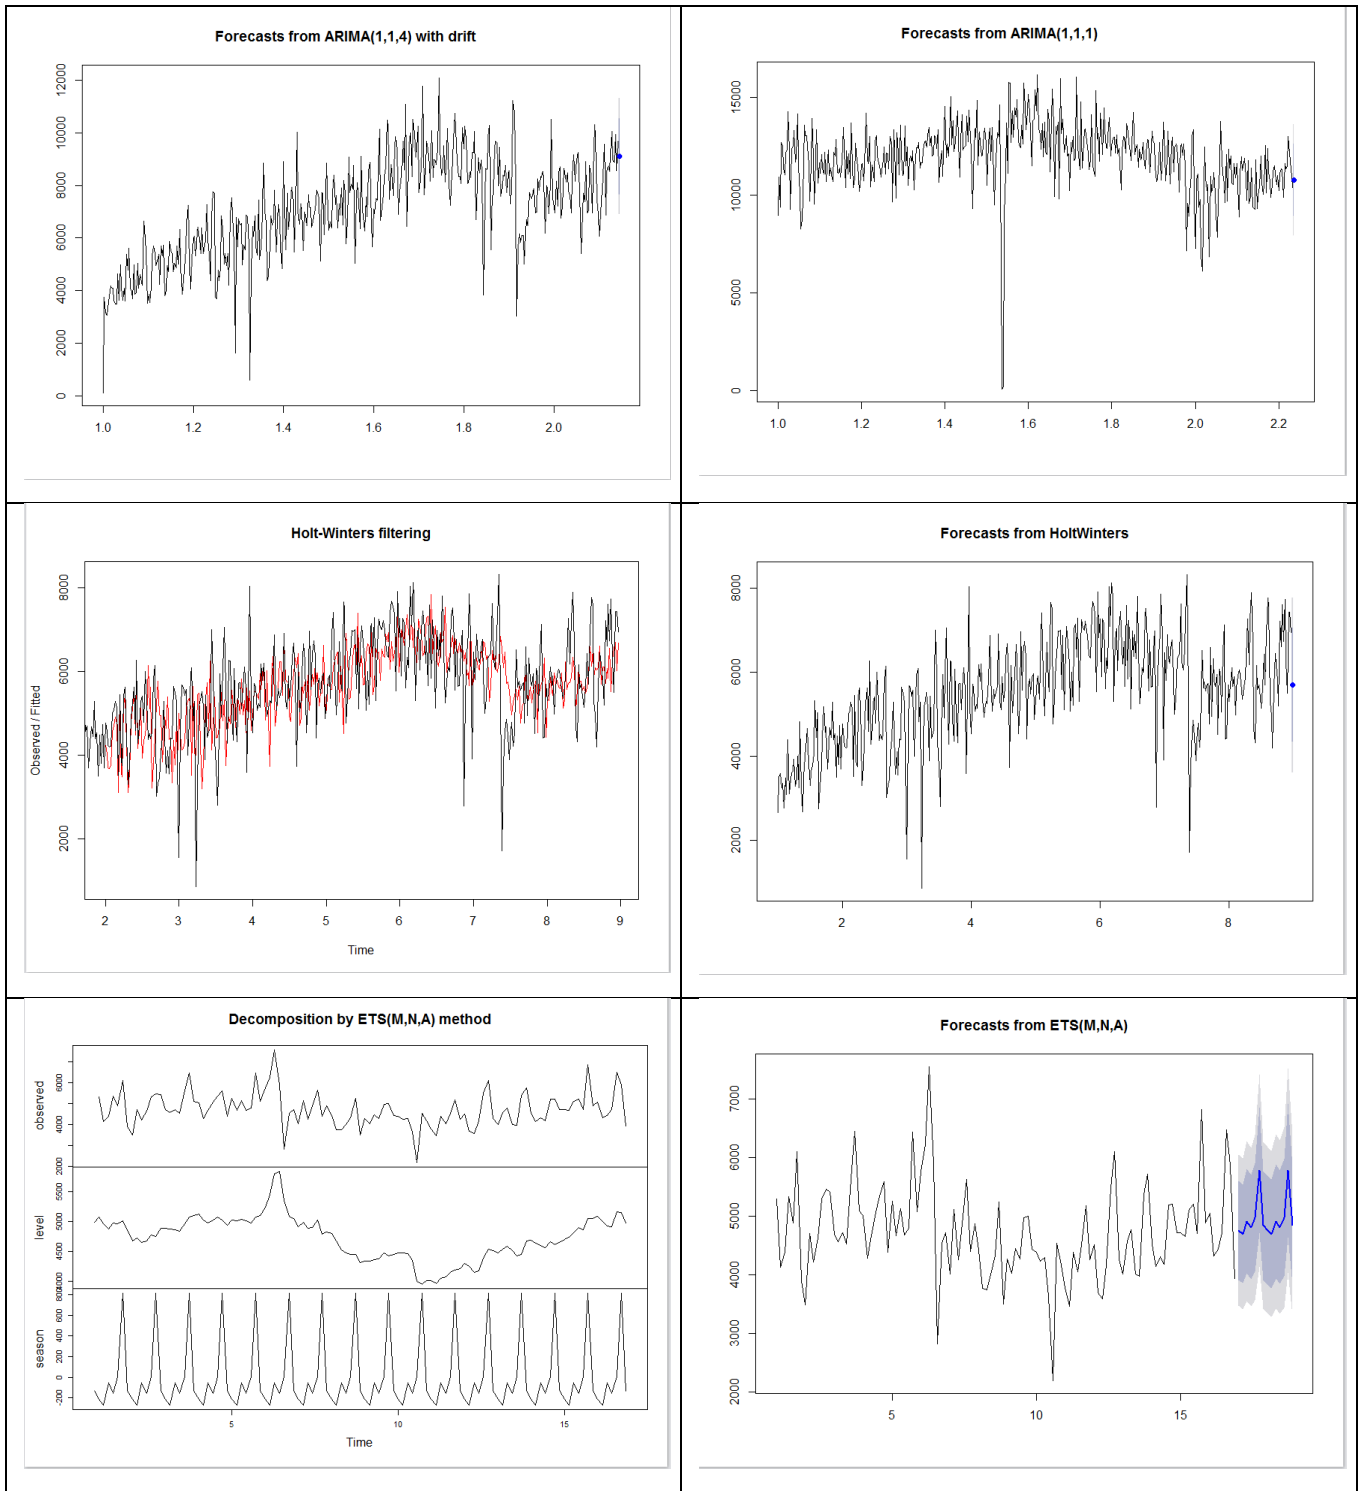 Forecasts from ARIMA(1,1,4) with drift
12000
10000
8000
6000
4000
2000
0
1.0 1.2 1.4 1.6 1.8 2.0
Forecasts from ARIMA(1,1,1)
15000
10000
5000
0
1.0 1.2 1.4 1.6 1.8 2.0 2.2
Holt-Winters filtering
Observed / Fitted
8000
6000
4000
2000
2 3 4 5 6 7 8 9
Time
Forecasts from HoltWinters
8000
6000
4000
2000
2 4 6 8
Decomposition by ETS(M,N,A) method
observed
6000
4000
2000
level
5500
5000
4500
4000
season
800
600
400
200
0
-200
5 10 15
Time
Forecasts from ETS(M,N,A)
7000
6000
5000
4000
3000
2000
5 10 15